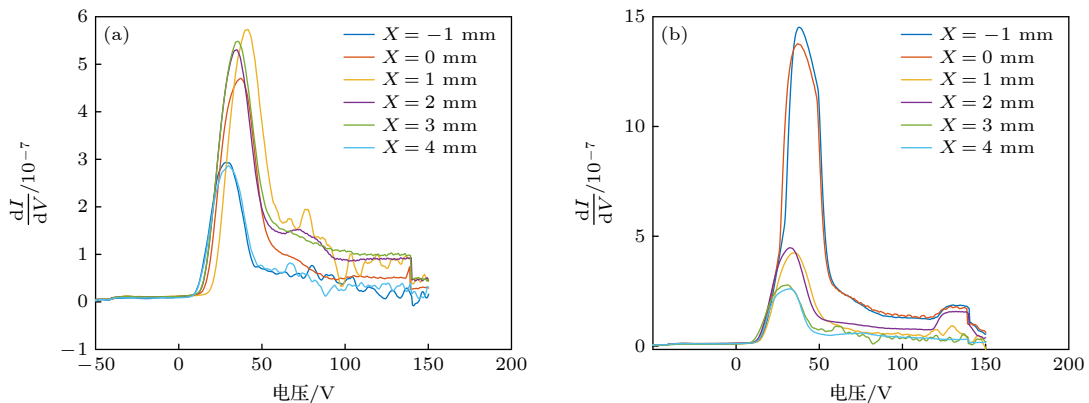 (a)
X = −1 mm
X = 0 mm
X = 1 mm
X = 2 mm
X = 3 mm
X = 4 mm
6
5
4
3
2
1
0
−1
dI/dV/10⁻⁷
−50 0 50 100 150 200
电压/V
(b)
X = −1 mm
X = 0 mm
X = 1 mm
X = 2 mm
X = 3 mm
X = 4 mm
15
10
5
0
dI/dV/10⁻⁷
0 50 100 150 200
电压/V